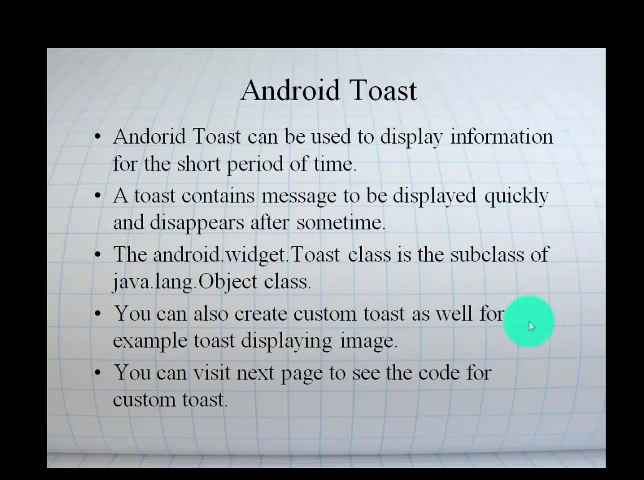 Android Toast
• Andorid Toast can be used to display information
for the short period of time.
• A toast contains message to be displayed quickly
and disappears after sometime.
• The android.widget.Toast class is the subclass of
java.lang.Object class.
• You can also create custom toast as well for
example toast displaying image.
• You can visit next page to see the code for
custom toast.